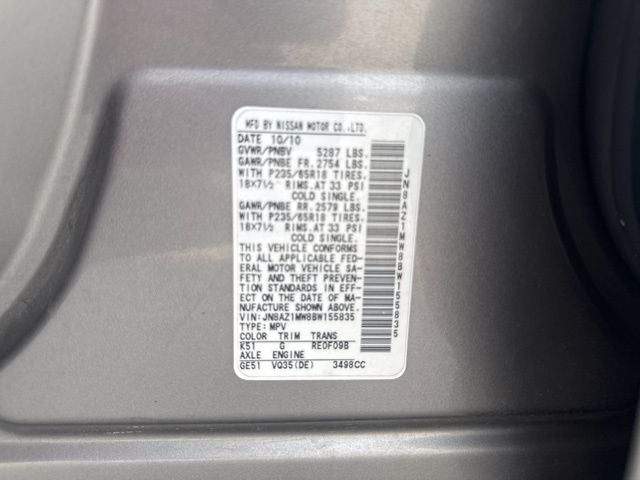 MFD BY NISSAN MOTOR CO.,LTD.
DATE 10/10
GVWR/PNBV 5287 LBS.
GAWR/PNBE FR. 2754 LBS.
WITH P235/65R18 TIRES.
18X7½ RIMS.AT 33 PSI
COLD SINGLE.
GAWR/PNBE RR. 2579 LBS.
WITH P235/65R18 TIRES.
18X7½ RIMS.AT 33 PSI
COLD SINGLE.
THIS VEHICLE CONFORMS
TO ALL APPLICABLE FED-
ERAL MOTOR VEHICLE SA-
FETY AND THEFT PREVEN-
TION STANDARDS IN EFF-
ECT ON THE DATE OF MA-
NUFACTURE SHOWN ABOVE.
VIN:JN8AZ1MW8BW155835
TYPE:MPV
COLOR TRIM TRANS
K51 G RE0F09B
AXLE ENGINE
GE51 VQ35(DE) 3498CC
JN8AZ1MW8BW155835